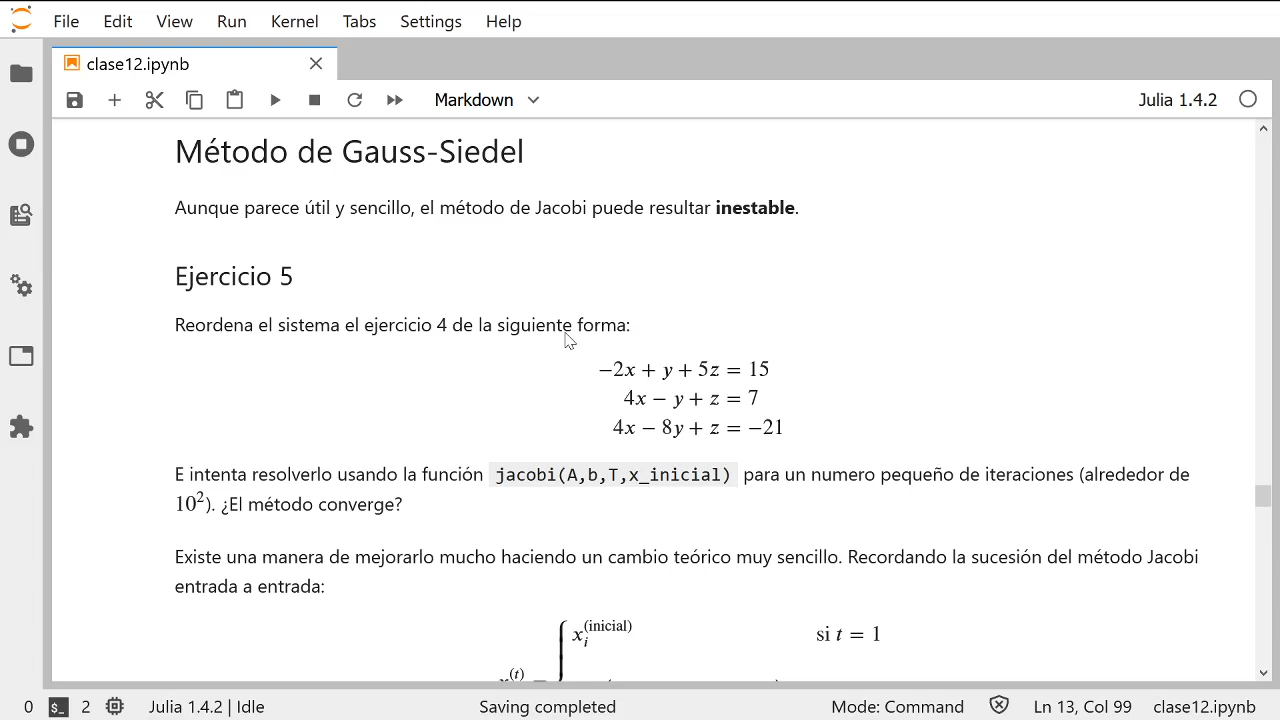 File Edit View Run Kernel Tabs Settings Help
clase12.ipynb
Markdown
Julia 1.4.2
Método de Gauss-Siedel
Aunque parece útil y sencillo, el método de Jacobi puede resultar inestable.
Ejercicio 5
Reordena el sistema el ejercicio 4 de la siguiente forma:
−2x + y + 5z = 15
4x − y + z = 7
4x − 8y + z = −21
E intenta resolverlo usando la función jacobi(A,b,T,x_inicial) para un numero pequeño de iteraciones (alrededor de
10²). ¿El método converge?
Existe una manera de mejorarlo mucho haciendo un cambio teórico muy sencillo. Recordando la sucesión del método Jacobi
entrada a entrada:
x_i^(inicial) si t = 1
0 $_ 2 Julia 1.4.2 | Idle Saving completed Mode: Command Ln 13, Col 99 clase12.ipynb